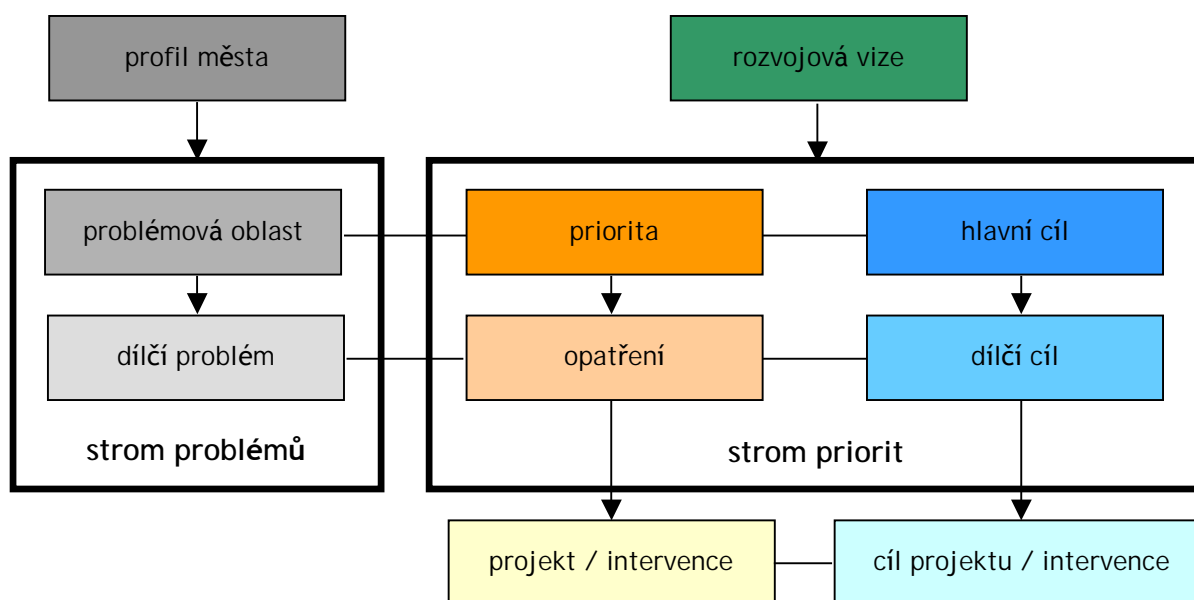 profil města
rozvojová vize
problémová oblast
priorita
hlavní cíl
dílčí problém
opatření
dílčí cíl
strom problémů
strom priorit
projekt / intervence
cíl projektu / intervence